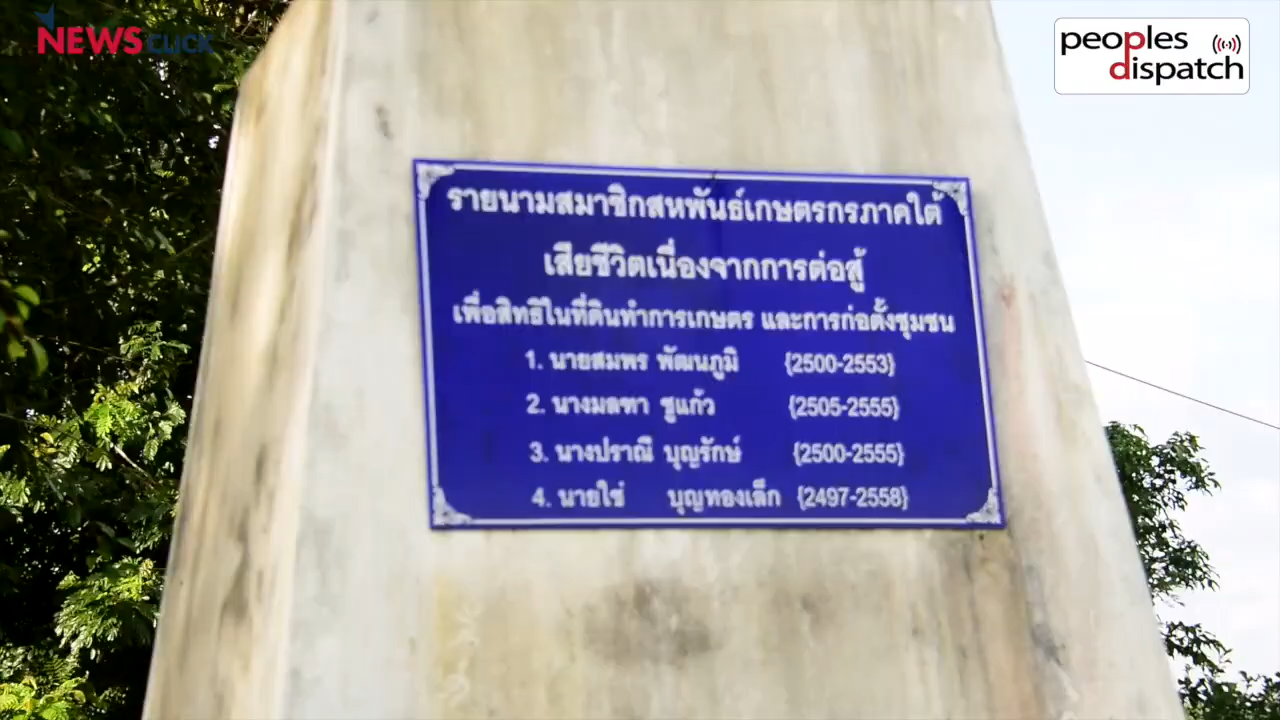 NEWSCLICK
peoples
dispatch
รายนามสมาชิกสหพันธ์เกษตรกรภาคใต้
เสียชีวิตเนื่องจากการต่อสู้
เพื่อสิทธิในที่ดินทำการเกษตร และการก่อตั้งชุมชน
1. นายสมพร พัฒนภูมิ {2500-2553}
2. นางมลฑา ชูแก้ว {2505-2555}
3. นางปราณี บุญรักษ์ {2500-2555}
4. นายใช่ บุญทองเล็ก {2497-2558}